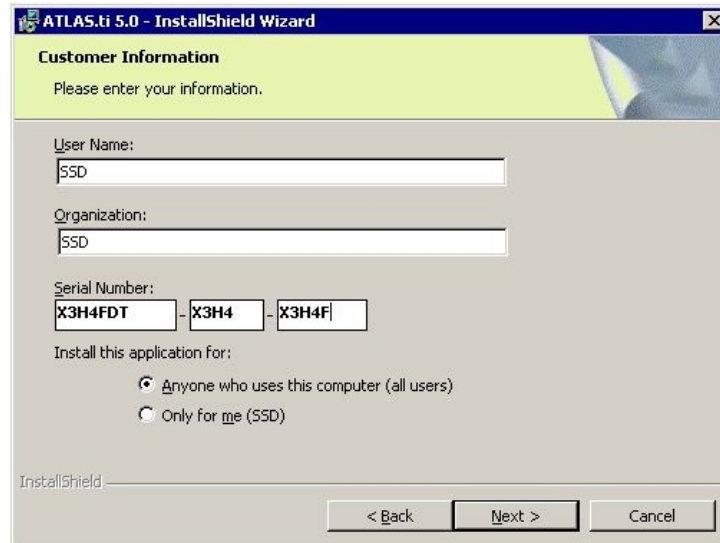 ATLAS.ti 5.0 - InstallShield Wizard
Customer Information
Please enter your information.
User Name:
SSD
Organization:
SSD
Serial Number:
X3H4FDT - X3H4 - X3H4F
Install this application for:
Anyone who uses this computer (all users)
Only for me (SSD)
InstallShield
< Back Next > Cancel